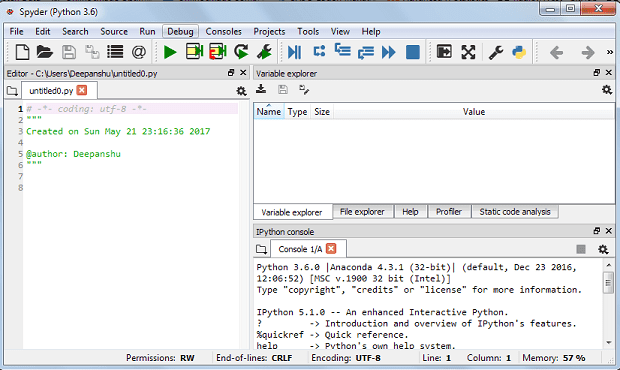 Spyder (Python 3.6)
File Edit Search Source Run Debug Consoles Projects Tools View Help
Editor - C:\Users\Deepanshu\untitled0.py
untitled0.py
1 # -*- coding: utf-8 -*-
2 """
3 Created on Sun May 21 23:16:36 2017
4
5 @author: Deepanshu
6 """
7
8
Variable explorer
Name Type Size Value
Variable explorer File explorer Help Profiler Static code analysis
IPython console
Console 1/A
Python 3.6.0 |Anaconda 4.3.1 (32-bit)| (default, Dec 23 2016,
12:06:52) [MSC v.1900 32 bit (Intel)]
Type "copyright", "credits" or "license" for more information.
IPython 5.1.0 -- An enhanced Interactive Python.
? -> Introduction and overview of IPython's features.
%quickref -> Quick reference.
help -> Python's own help system.
Permissions: RW End-of-lines: CRLF Encoding: UTF-8 Line: 1 Column: 1 Memory: 57 %